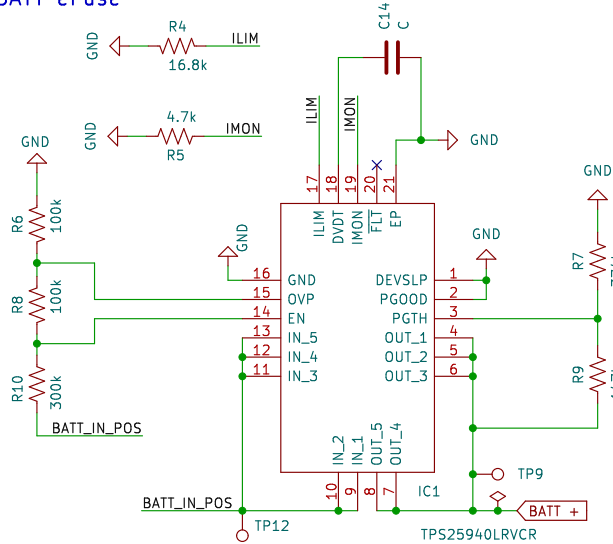 C14
C
R4
GND
ILIM
16.8k
4.7k
GND
IMON
R5
ILIM
IMON
GND
GND
GND
17
18
19
20
21
R6
100k
ILIM
DVDT
IMON
FLT
EP
GND
GND
R7
16
GND
DEVSLP
1
15
OVP
PGOOD
2
R8
100k
14
EN
PGTH
3
13
IN_5
OUT_1
4
12
IN_4
OUT_2
5
11
IN_3
OUT_3
6
R9
R10
300k
BATT_IN_POS
IN_2
IN_1
OUT_5
OUT_4
TP9
10
9
8
7
IC1
BATT_IN_POS
BATT +
TP12
TPS25940LRVCR